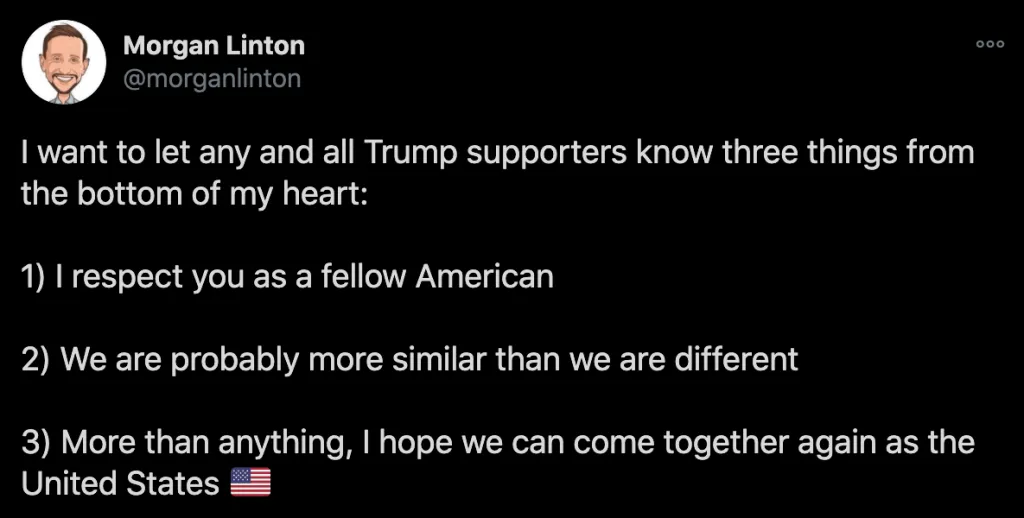 Morgan Linton
@morganlinton
I want to let any and all Trump supporters know three things from
the bottom of my heart:
1) I respect you as a fellow American
2) We are probably more similar than we are different
3) More than anything, I hope we can come together again as the
United States 🇺🇸